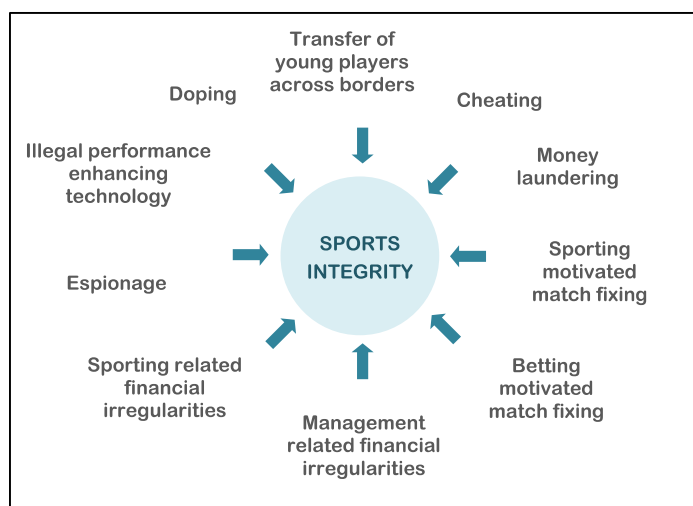 Transfer of
young players
across borders
Doping
Cheating
Illegal performance
enhancing
technology
Money
laundering
SPORTS
INTEGRITY
Sporting
motivated
match fixing
Espionage
Sporting related
financial
irregularities
Betting
motivated
match fixing
Management
related financial
irregularities